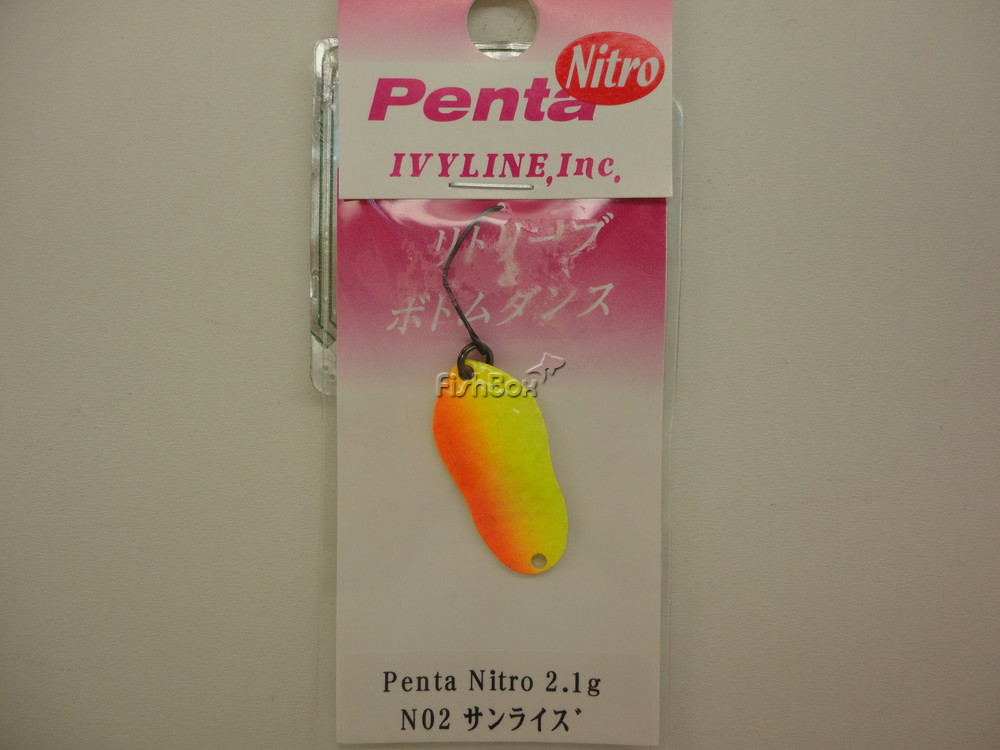 Penta Nitro
IVYLINE,Inc.
リトリーブ
&
ボトムダンス
FishBox
Penta Nitro 2.1g
N02 サンライズ